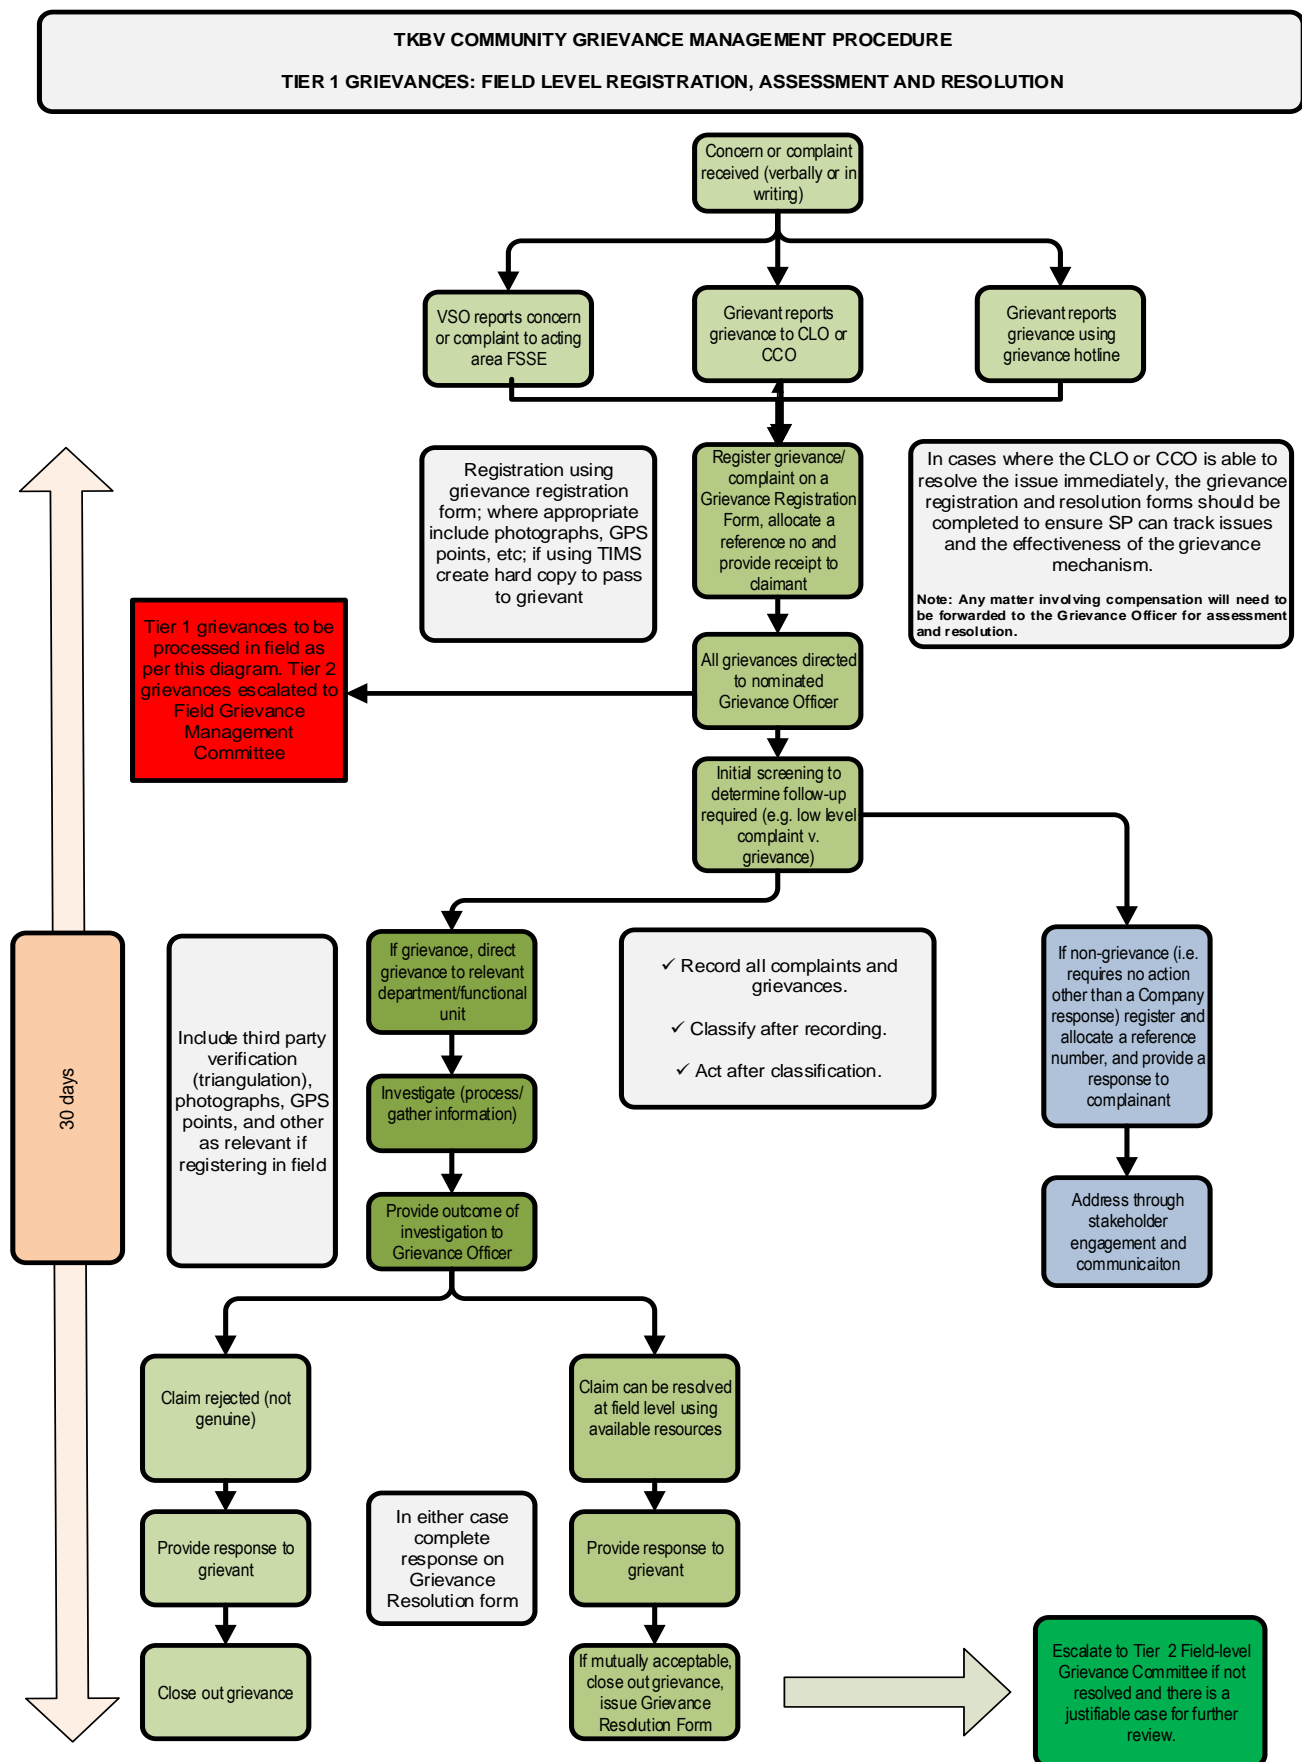 TKBV COMMUNITY GRIEVANCE MANAGEMENT PROCEDURE
TIER 1 GRIEVANCES: FIELD LEVEL REGISTRATION, ASSESSMENT AND RESOLUTION
Concern or complaint
received (verbally or in
writing)
VSO reports concern
or complaint to acting
area FSSE
Grievant reports
grievance to CLO or
CCO
Grievant reports
grievance using
grievance hotline
Registration using
grievance registration
form; where appropriate
include photographs, GPS
points, etc; if using TIMS
create hard copy to pass
to grievant
Register grievance/
complaint on a
Grievance Registration
Form, allocate a
reference no and
provide receipt to
claimant
In cases where the CLO or CCO is able to
resolve the issue immediately, the grievance
registration and resolution forms should be
completed to ensure SP can track issues
and the effectiveness of the grievance
mechanism.
Note: Any matter involving compensation will need to
be forwarded to the Grievance Officer for assessment
and resolution.
Tier 1 grievances to be
processed in field as
per this diagram. Tier 2
grievances escalated to
Field Grievance
Management
Committee
All grievances directed
to nominated
Grievance Officer
Initial screening to
determine follow-up
required (e.g. low level
complaint v.
grievance)
30 days
Include third party
verification
(triangulation),
photographs, GPS
points, and other
as relevant if
registering in field
If grievance, direct
grievance to relevant
department/functional
unit
✓ Record all complaints and
grievances.
✓ Classify after recording.
✓ Act after classification.
If non-grievance (i.e.
requires no action
other than a Company
response) register and
allocate a reference
number, and provide a
response to
complainant
Investigate (process/
gather information)
Provide outcome of
investigation to
Grievance Officer
Address through
stakeholder
engagement and
communicaiton
Claim rejected (not
genuine)
Claim can be resolved
at field level using
available resources
Provide response to
grievant
In either case
complete
response on
Grievance
Resolution form
Provide response to
grievant
Close out grievance
If mutually acceptable,
close out grievance,
issue Grievance
Resolution Form
Escalate to Tier 2 Field-level
Grievance Committee if not
resolved and there is a
justifiable case for further
review.